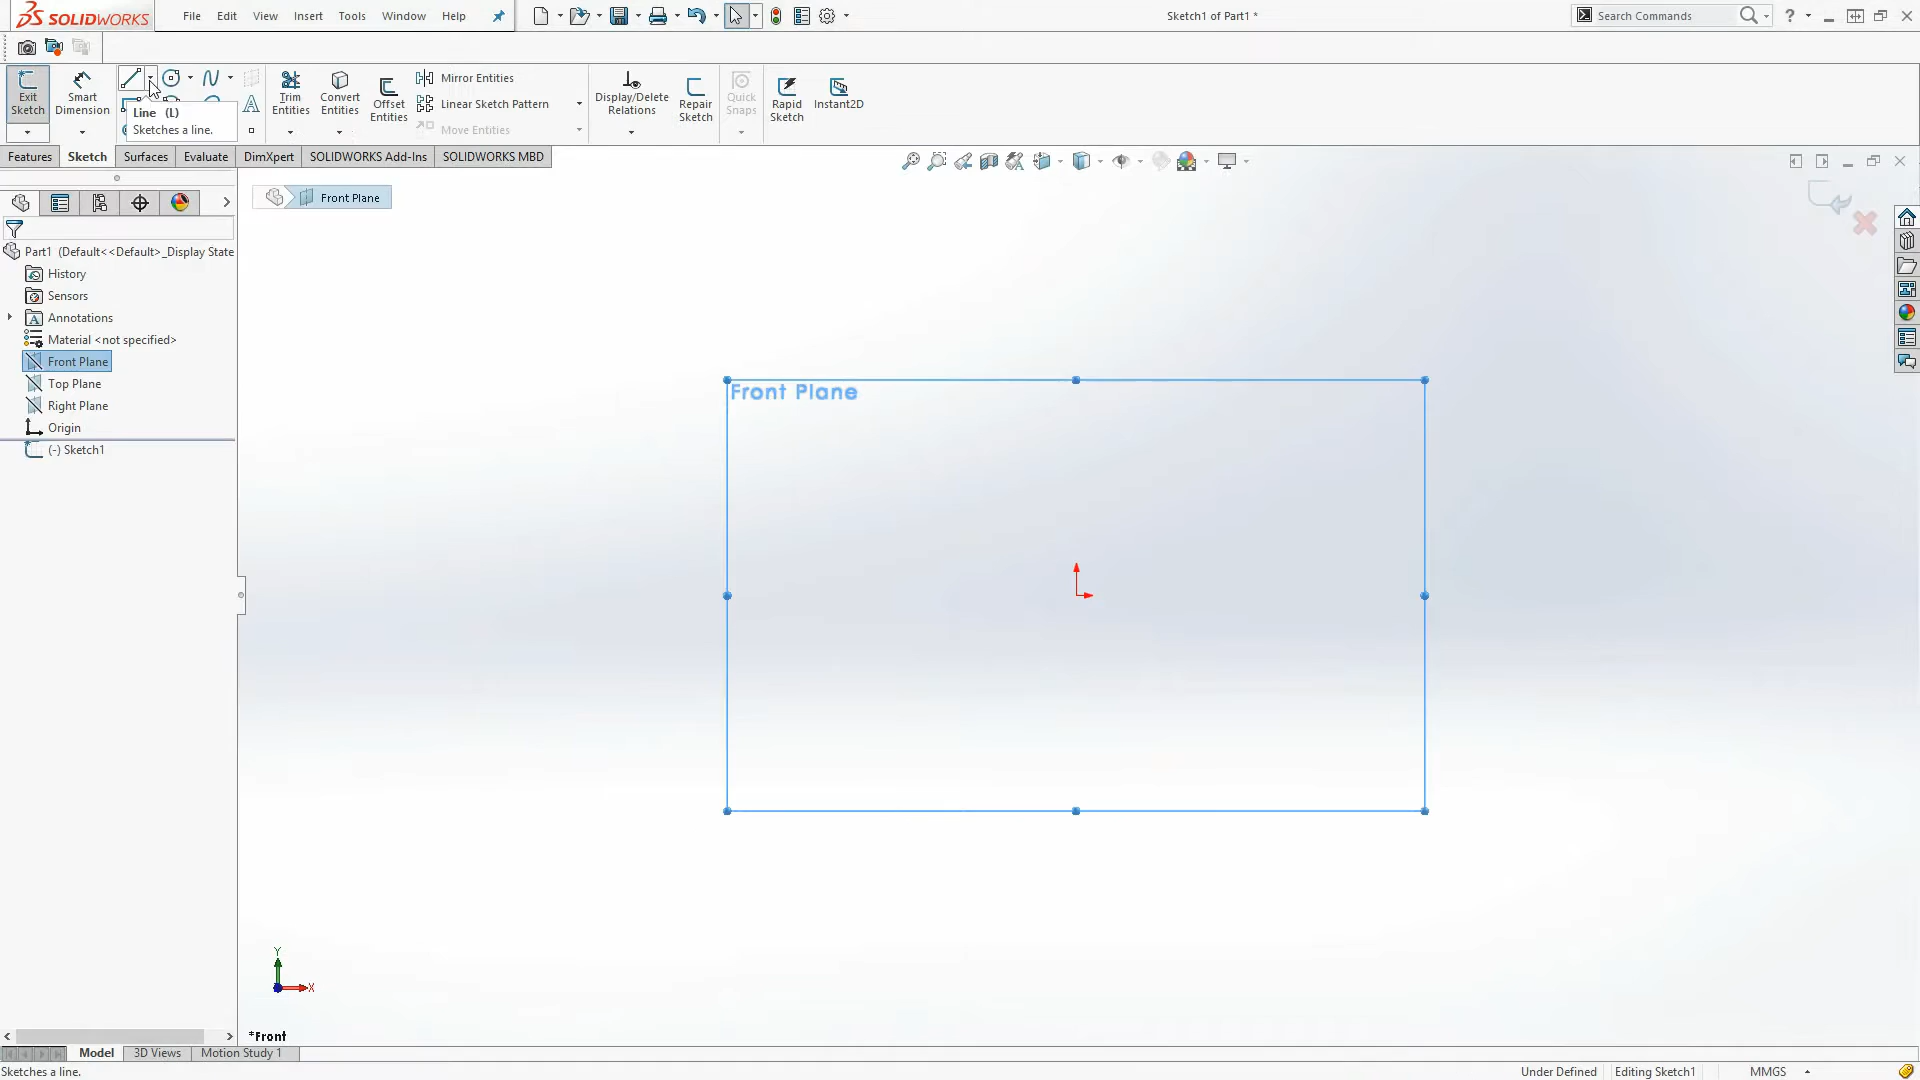 SOLIDWORKS File Edit View Insert Tools Window Help Sketch1 of Part1 * Search Commands ?
Exit Sketch
Smart Dimension
Line (L)
Sketches a line.
Trim Entities
Convert Entities
Offset Entities
Mirror Entities
Linear Sketch Pattern
Move Entities
Display/Delete Relations
Repair Sketch
Quick Snaps
Rapid Sketch
Instant2D
Features Sketch Surfaces Evaluate DimXpert SOLIDWORKS Add-Ins SOLIDWORKS MBD
Front Plane
Part1 (Default<<Default>_Display State
History
Sensors
Annotations
Material <not specified>
Front Plane
Top Plane
Right Plane
Origin
(-) Sketch1
Front Plane
Y
X
*Front
Model 3D Views Motion Study 1
Sketches a line. Under Defined Editing Sketch1 MMGS